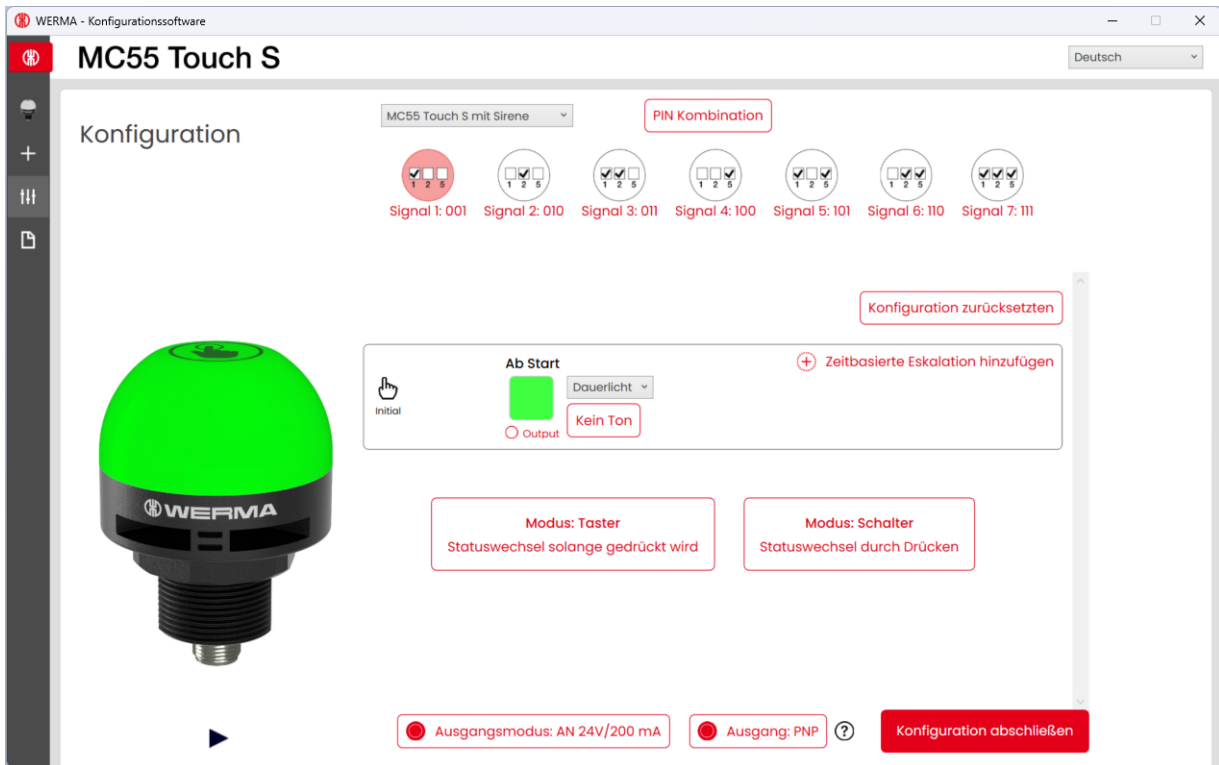 WERMA - Konfigurationssoftware
MC55 Touch S
Deutsch
Konfiguration
MC55 Touch S mit Sirene
PIN Kombination
1 2 5
1 2 5
1 2 5
1 2 5
1 2 5
1 2 5
1 2 5
Signal 1: 001
Signal 2: 010
Signal 3: 011
Signal 4: 100
Signal 5: 101
Signal 6: 110
Signal 7: 111
Konfiguration zurücksetzten
Ab Start
Zeitbasierte Eskalation hinzufügen
Initial
Dauerlicht
Kein Ton
Output
WERMA
Modus: Taster
Statuswechsel solange gedrückt wird
Modus: Schalter
Statuswechsel durch Drücken
Ausgangsmodus: AN 24V/200 mA
Ausgang: PNP
?
Konfiguration abschließen